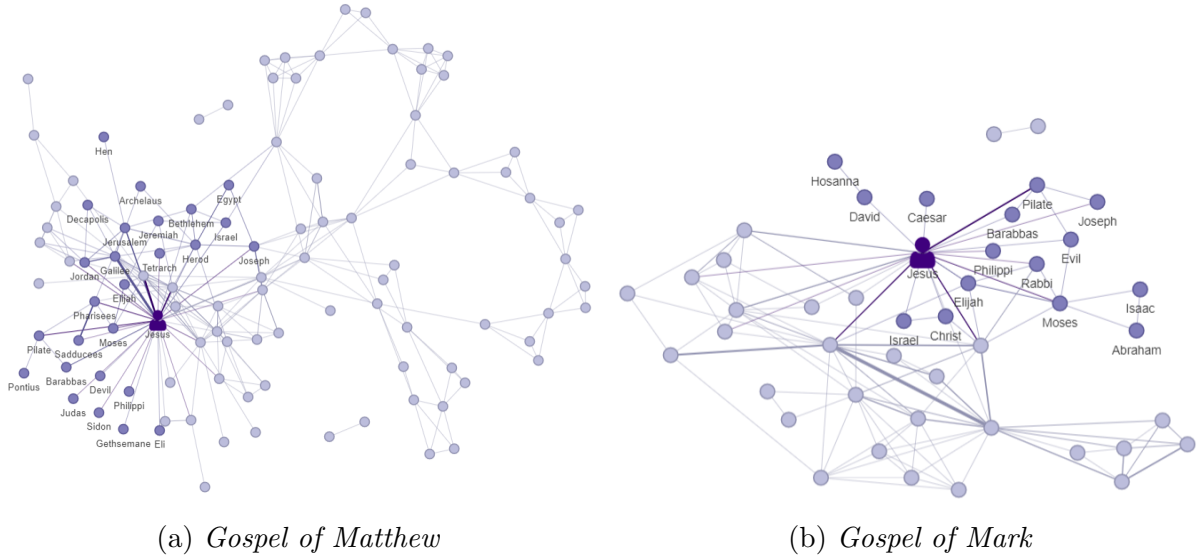 Hen
Archelaus
Egypt
Decapolis
Bethlehem
Jeremiah
Israel
Jerusalem
Herod
Joseph
Galilee
Tetrarch
Jordan
Elijah
Pharisees
Jesus
Moses
Pilate
Sadducees
Pontius
Barabbas
Devil
Philippi
Judas
Sidon
Gethsemane
Eli
(a) Gospel of Matthew
Hosanna
David
Caesar
Pilate
Joseph
Barabbas
Evil
Philippi
Jesus
Rabbi
Elijah
Isaac
Moses
Christ
Israel
Abraham
(b) Gospel of Mark